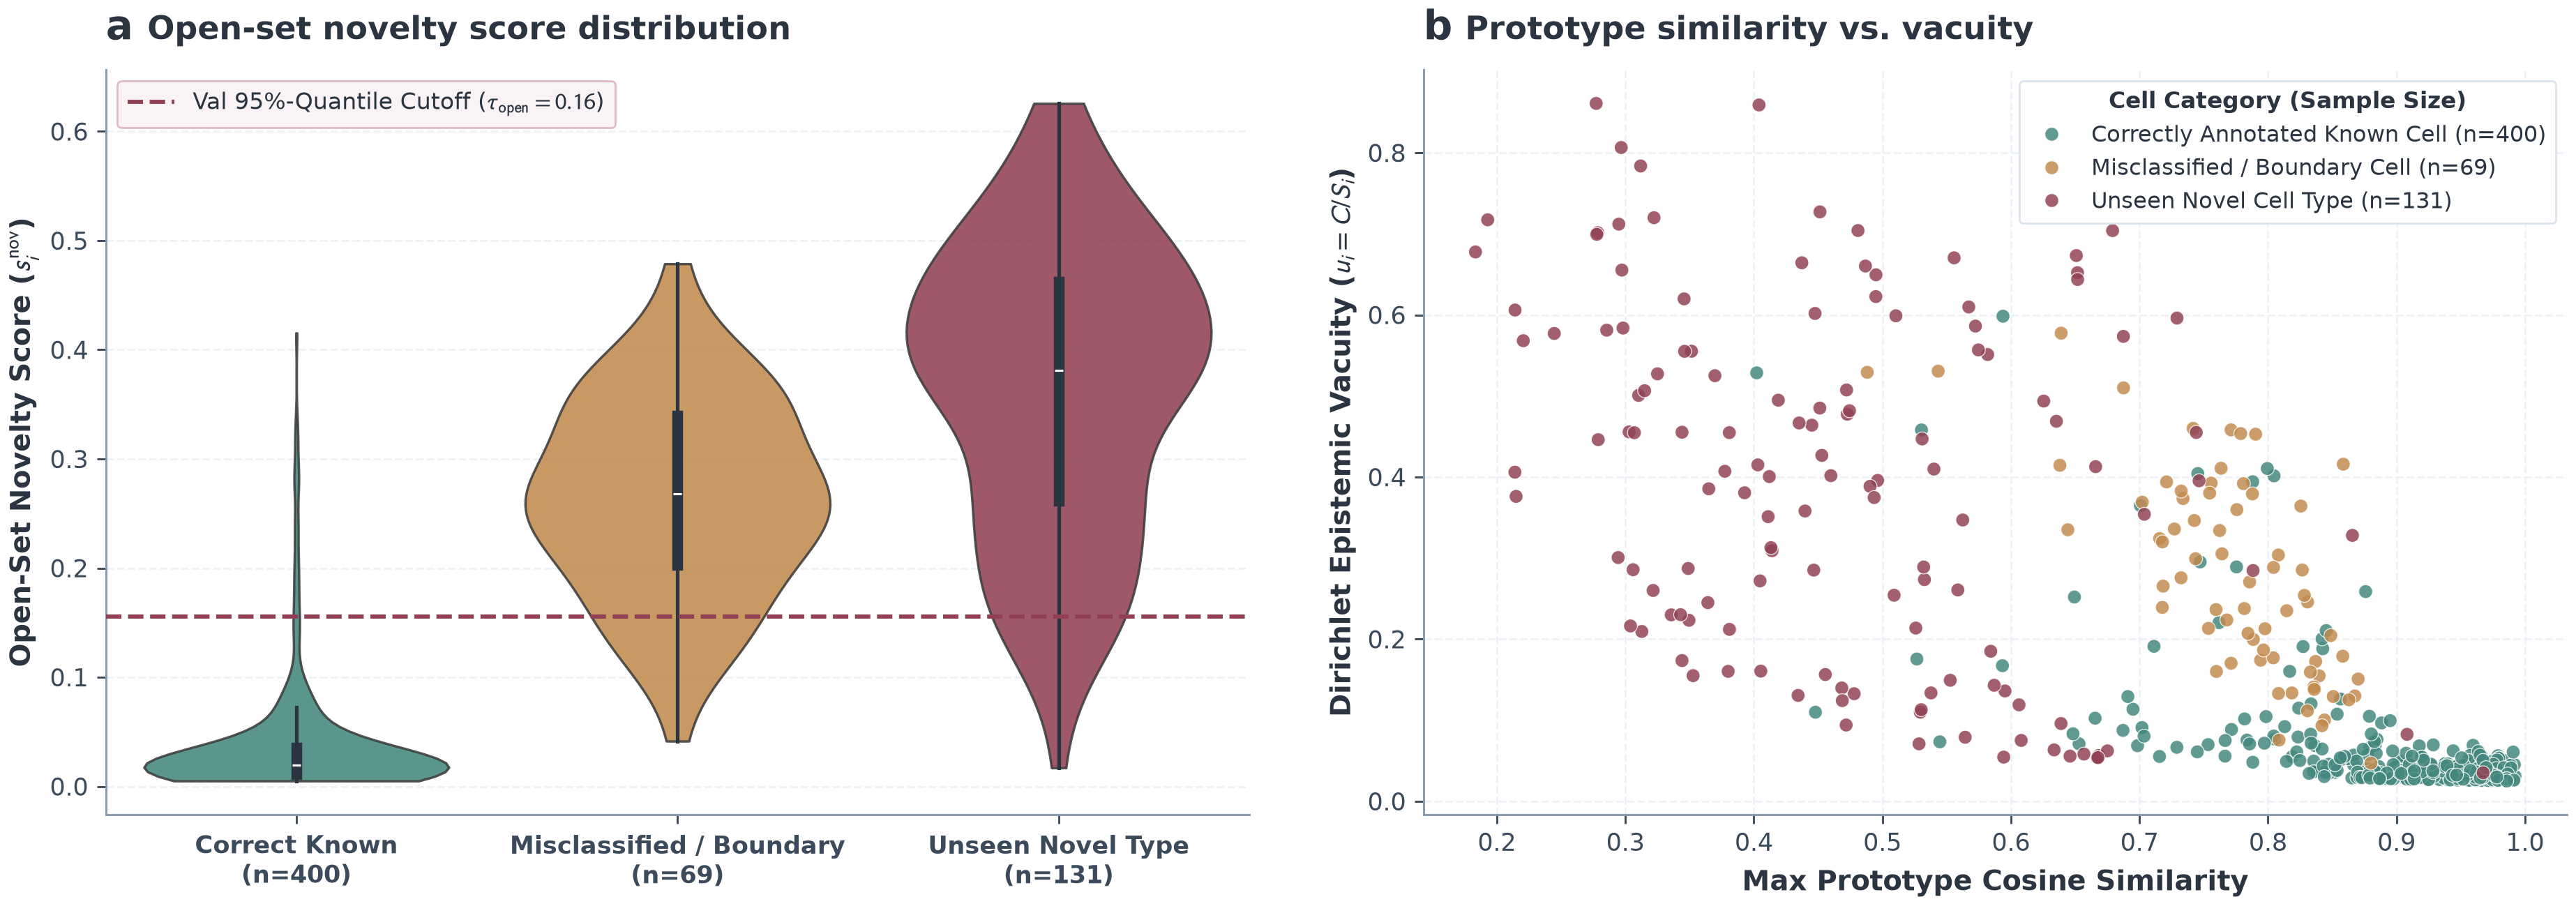 a Open-set novelty score distribution
Val 95%-Quantile Cutoff (τopen = 0.16)
Open-Set Novelty Score (s_i^nov)
0.6
0.5
0.4
0.3
0.2
0.1
0.0
Correct Known
(n=400)
Misclassified / Boundary
(n=69)
Unseen Novel Type
(n=131)
b Prototype similarity vs. vacuity
Cell Category (Sample Size)
Correctly Annotated Known Cell (n=400)
Misclassified / Boundary Cell (n=69)
Unseen Novel Cell Type (n=131)
Dirichlet Epistemic Vacuity (u_i = C/S_i)
0.8
0.6
0.4
0.2
0.0
0.2 0.3 0.4 0.5 0.6 0.7 0.8 0.9 1.0
Max Prototype Cosine Similarity